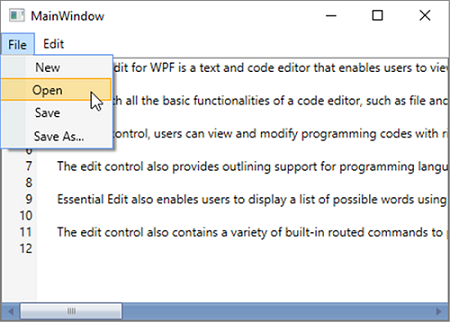 MainWindow
File Edit
New
Open
Save
Save As...
dit for WPF is a text and code editor that enables users to view
th all the basic functionalities of a code editor, such as file and
control, users can view and modify programming codes with
6
7 The edit control also provides outlining support for programming
8
9 Essential Edit also enables users to display a list of possible words using
10
11 The edit control also contains a variety of built-in routed commands to
12